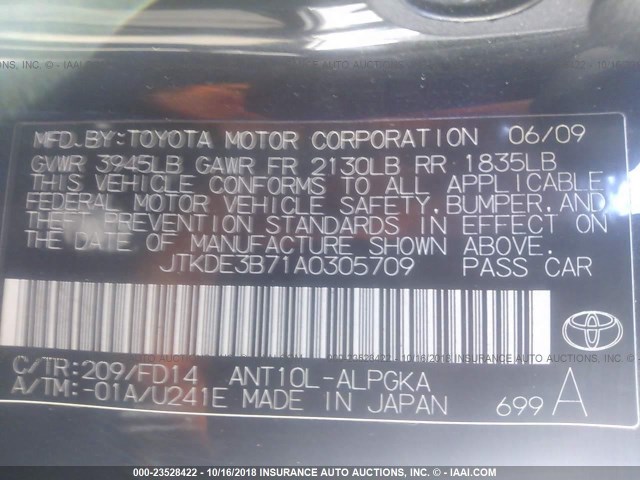 MFD.BY:TOYOTA MOTOR CORPORATION 06/09
GVWR 3945LB GAWR FR 2130LB RR 1835LB
THIS VEHICLE CONFORMS TO ALL APPLICABLE
FEDERAL MOTOR VEHICLE SAFETY,BUMPER,AND
THEFT PREVENTION STANDARDS IN EFFECT ON
THE DATE OF MANUFACTURE SHOWN ABOVE.
JTKDE3B71A0305709 PASS CAR
C/TR:209/FD14 ANT10L-ALPGKA
A/TM:-01A/U241E MADE IN JAPAN 699 A
000-23528422 - 10/16/2018 INSURANCE AUTO AUCTIONS, INC. - IAAI.COM